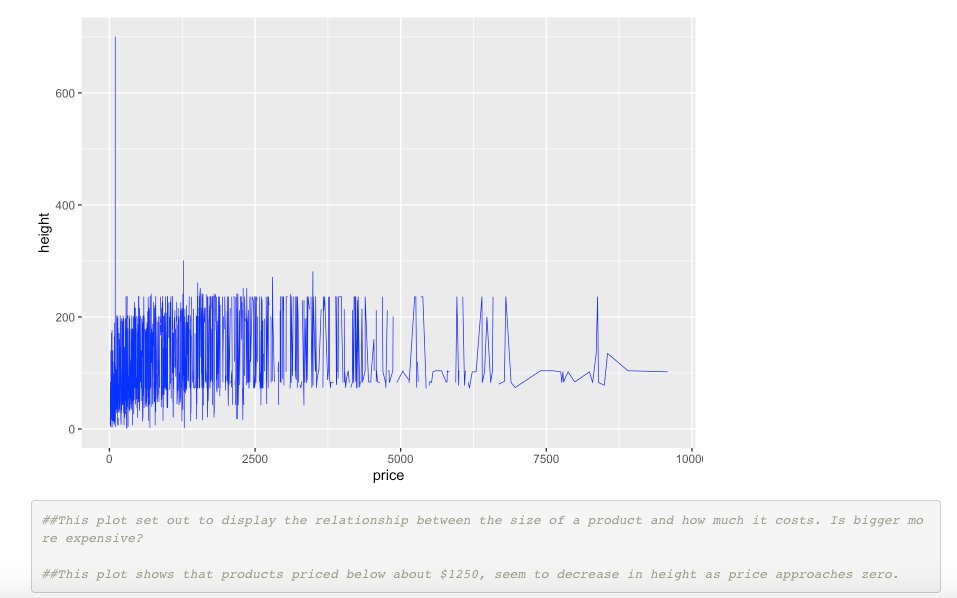 600
400
height
200
0
0 2500 5000 7500 1000
price
##This plot set out to display the relationship between the size of a product and how much it costs. Is bigger mo
re expensive?
##This plot shows that products priced below about $1250, seem to decrease in height as price approaches zero.